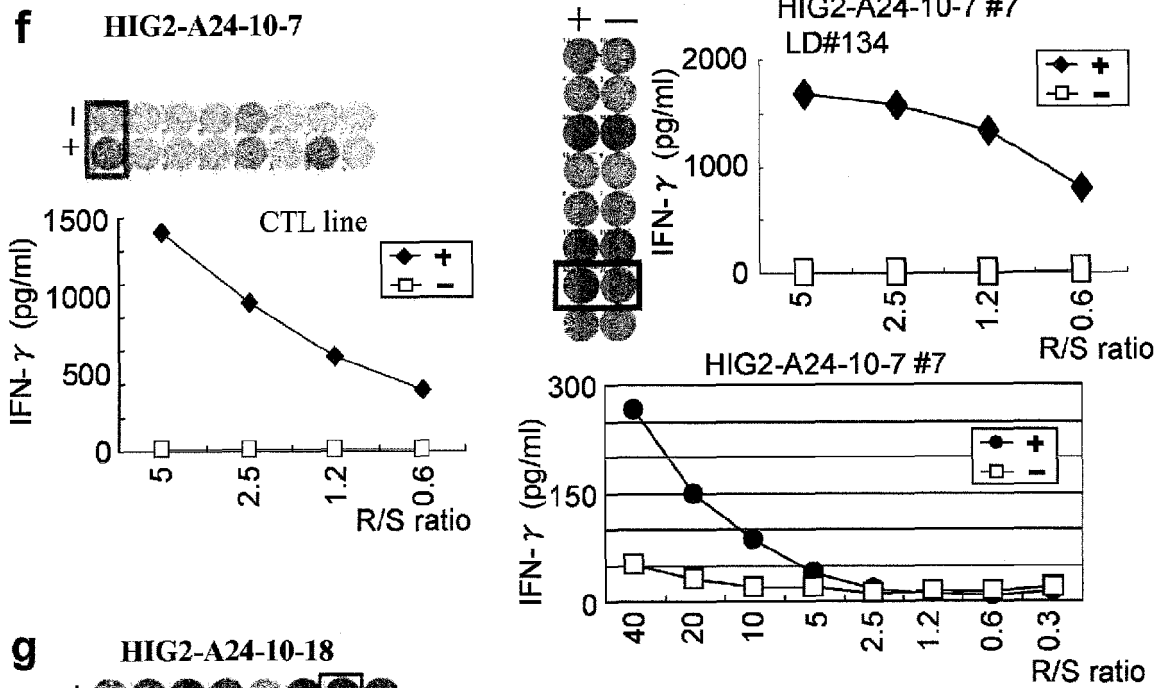 f HIG2-A24-10-7
−
+
CTL line
1500
1000
500
0
IFN-γ (pg/ml)
+
−
5 2.5 1.2 0.6
R/S ratio
+ −
HIG2-A24-10-7 #7
LD#134
2000
1000
0
IFN-γ (pg/ml)
+
−
5 2.5 1.2 0.6
R/S ratio
HIG2-A24-10-7 #7
300
150
0
IFN-γ (pg/ml)
+
−
40 20 10 5 2.5 1.2 0.6 0.3
R/S ratio
g HIG2-A24-10-18
+